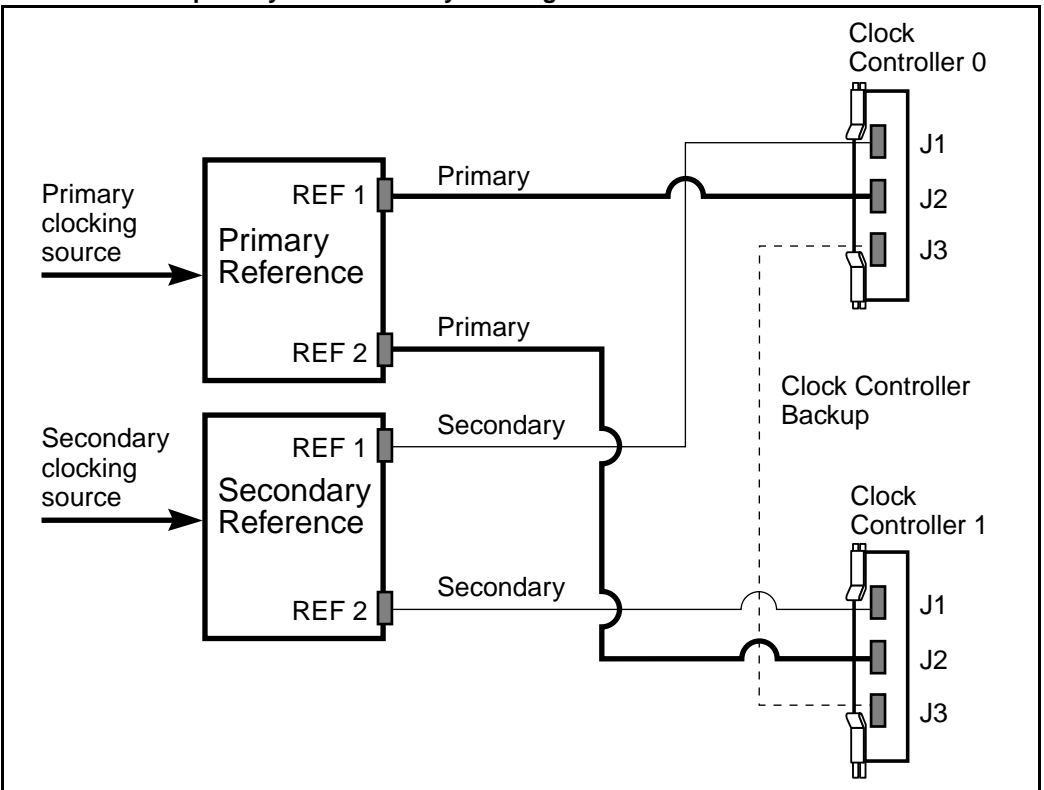 Clock
Controller 0
J1
J2
J3
Primary
clocking
source
REF 1
Primary
Reference
REF 2
Primary
Primary
Clock Controller
Backup
Secondary
clocking
source
REF 1
Secondary
Reference
REF 2
Secondary
Secondary
Clock
Controller 1
J1
J2
J3